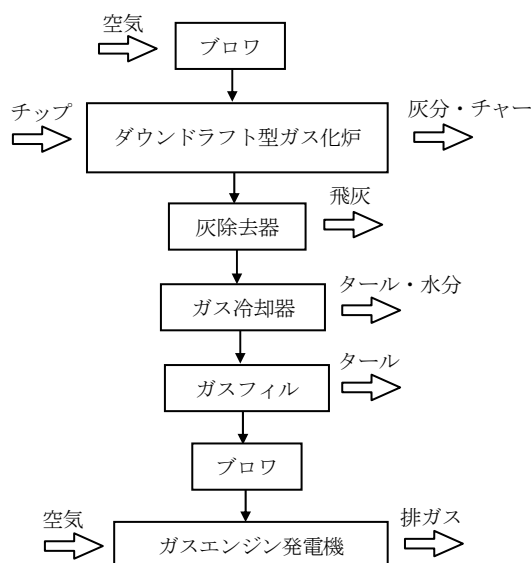 空気
ブロワ
チップ
ダウンドラフト型ガス化炉
灰分・チャー
飛灰
灰除去器
タール・水分
ガス冷却器
タール
ガスフィル
ブロワ
空気
ガスエンジン発電機
排ガス